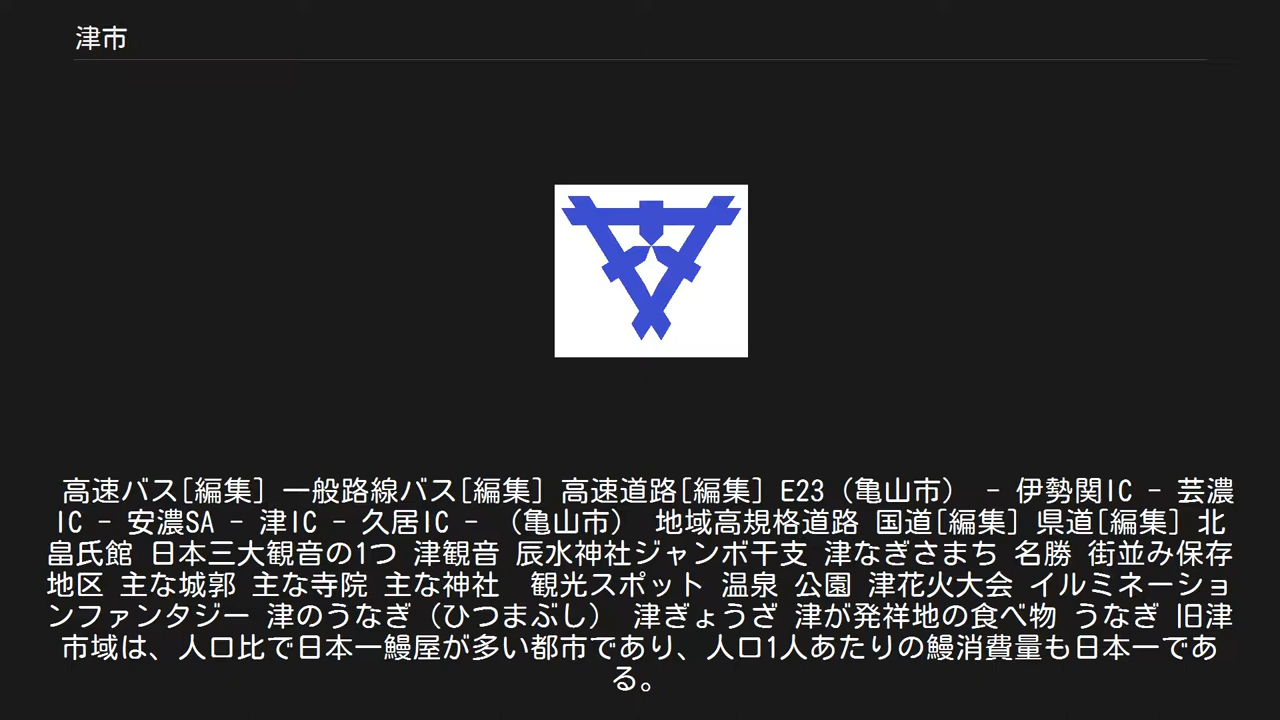 津市
高速バス[編集] 一般路線バス[編集] 高速道路[編集] E23（亀山市） - 伊勢関IC - 芸濃
IC - 安濃SA - 津IC - 久居IC - （亀山市） 地域高規格道路 国道[編集] 県道[編集] 北
畠氏館 日本三大観音の1つ 津観音 辰水神社ジャンボ干支 津なぎさまち 名勝 街並み保存
地区 主な城郭 主な寺院 主な神社 観光スポット 温泉 公園 津花火大会 イルミネーショ
ンファンタジー 津のうなぎ（ひつまぶし） 津ぎょうざ 津が発祥地の食べ物 うなぎ 旧津
市域は、人口比で日本一鰻屋が多い都市であり、人口1人あたりの鰻消費量も日本一であ
る。